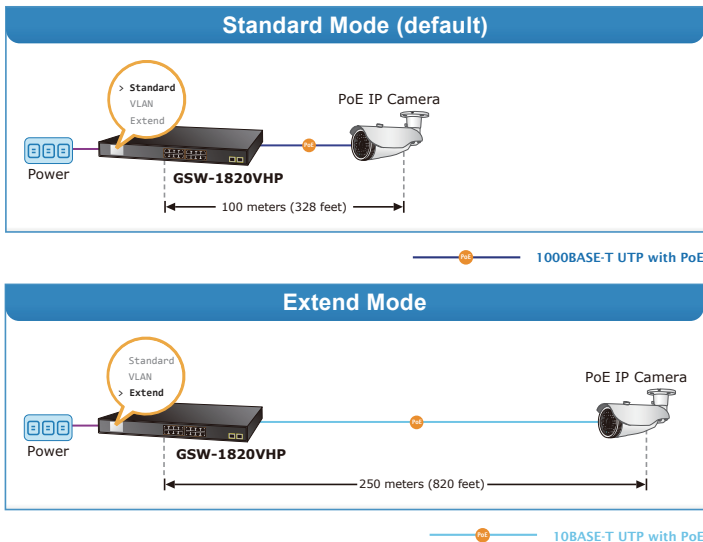 Standard Mode (default)
> Standard
VLAN
Extend
PoE IP Camera
PoE
Power
GSW-1820VHP
100 meters (328 feet)
PoE
1000BASE-T UTP with PoE
Extend Mode
Standard
VLAN
> Extend
PoE IP Camera
PoE
Power
GSW-1820VHP
250 meters (820 feet)
PoE
10BASE-T UTP with PoE